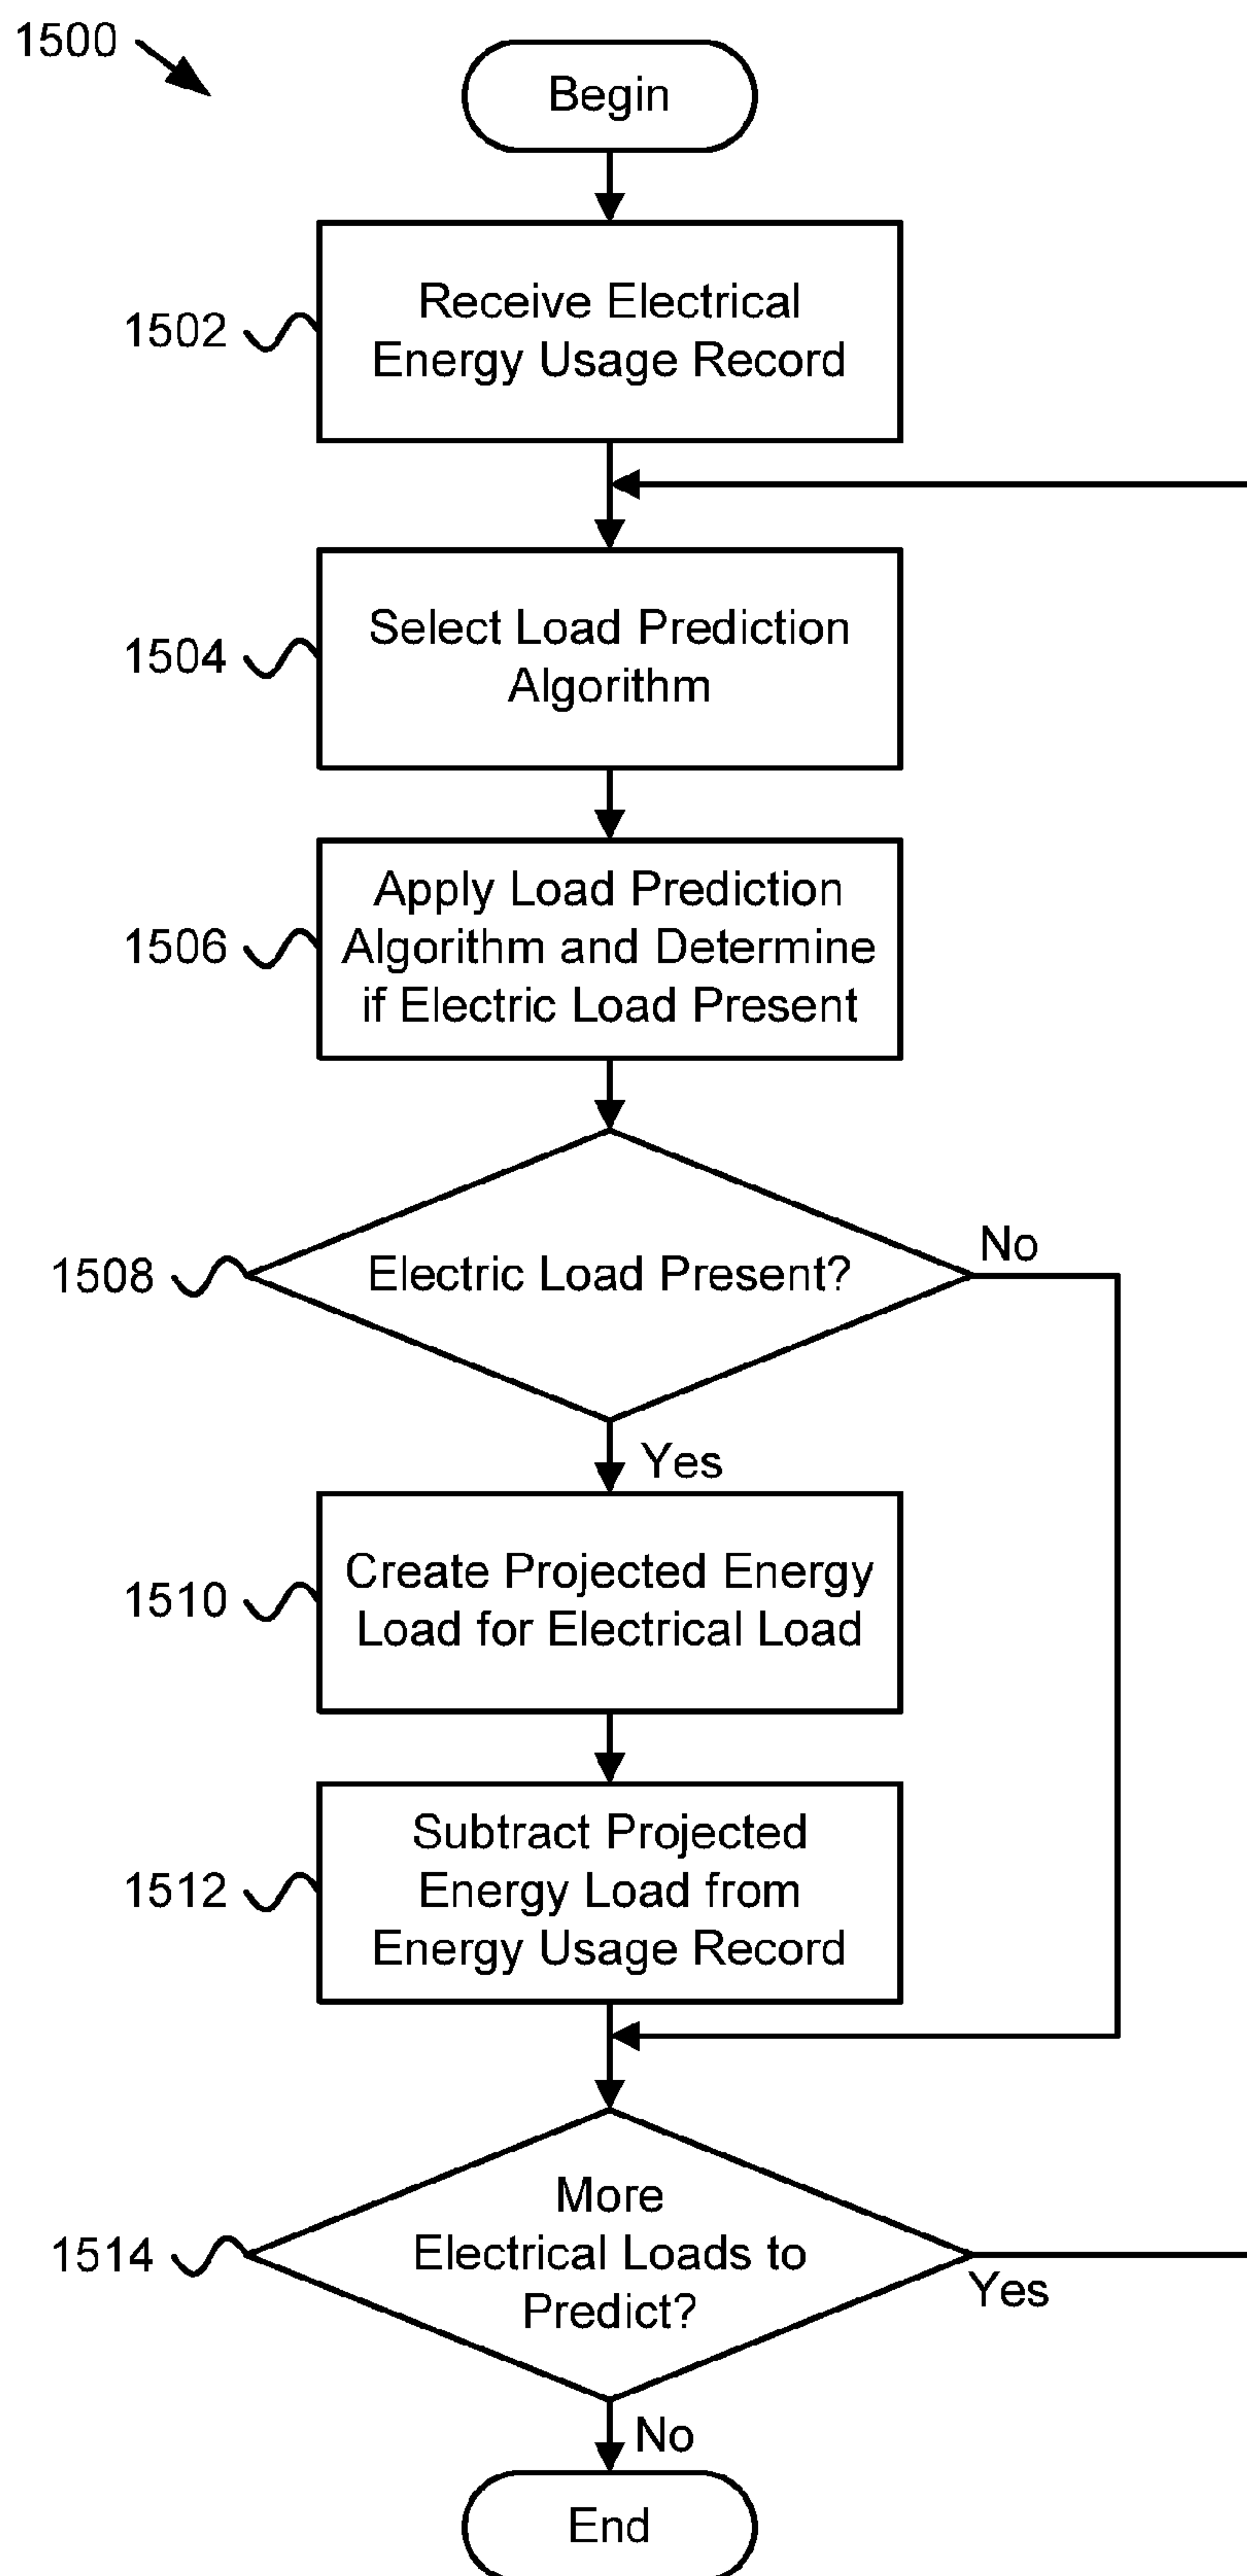 1500
Begin
1502
Receive Electrical
Energy Usage Record
1504
Select Load Prediction
Algorithm
1506
Apply Load Prediction
Algorithm and Determine
if Electric Load Present
1508
Electric Load Present?
No
Yes
1510
Create Projected Energy
Load for Electrical Load
1512
Subtract Projected
Energy Load from
Energy Usage Record
1514
More
Electrical Loads to
Predict?
Yes
No
End